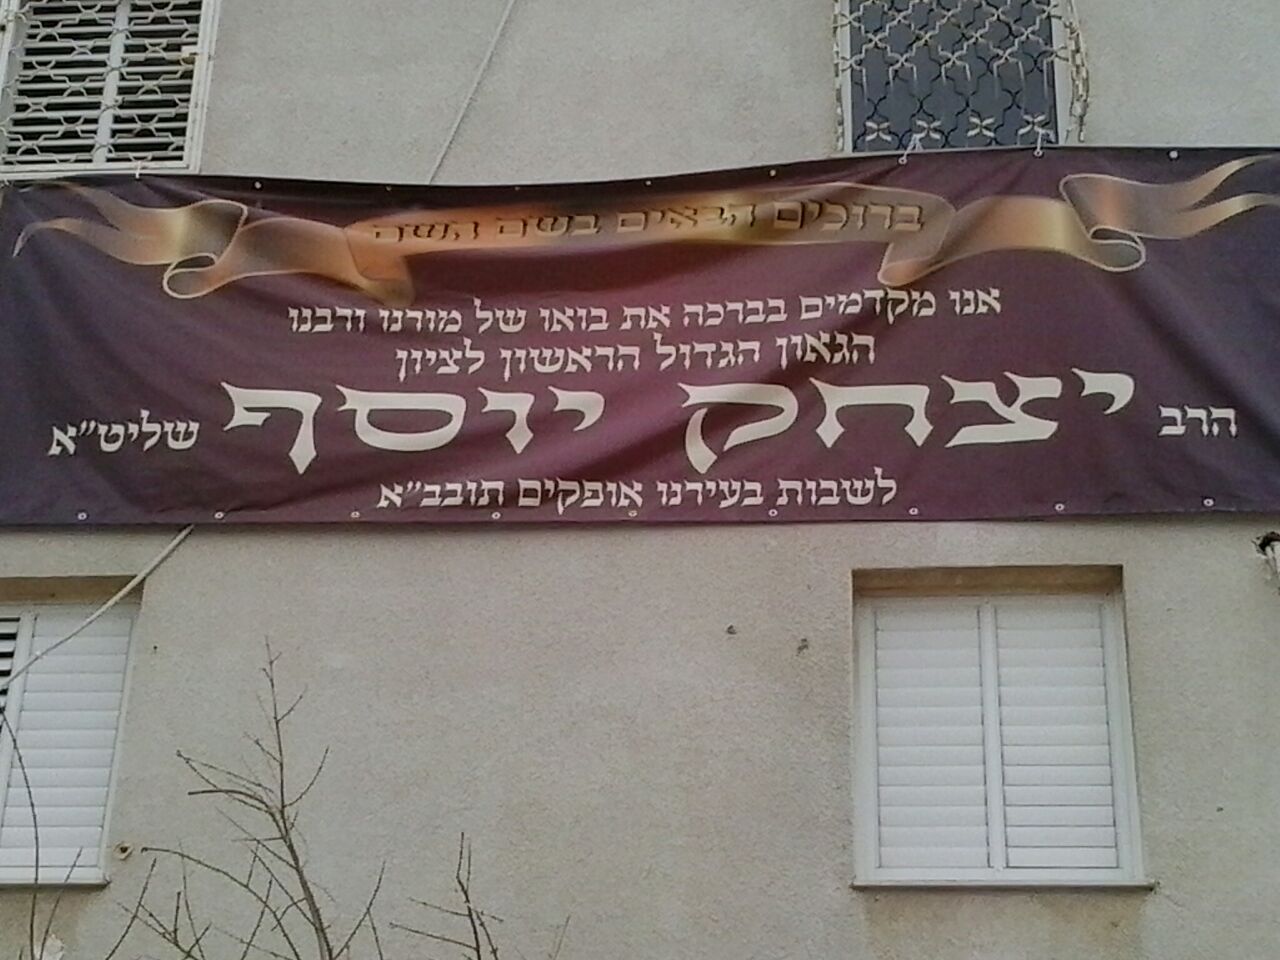 ברוכים הבאים בשם השם
אנו מקדמים בברכה את בואו של מורנו ורבנו
הגאון הגדול הראשון לציון
הרב יצחק יוסף שליט״א
לשבות בעירנו אופקים תובב״א